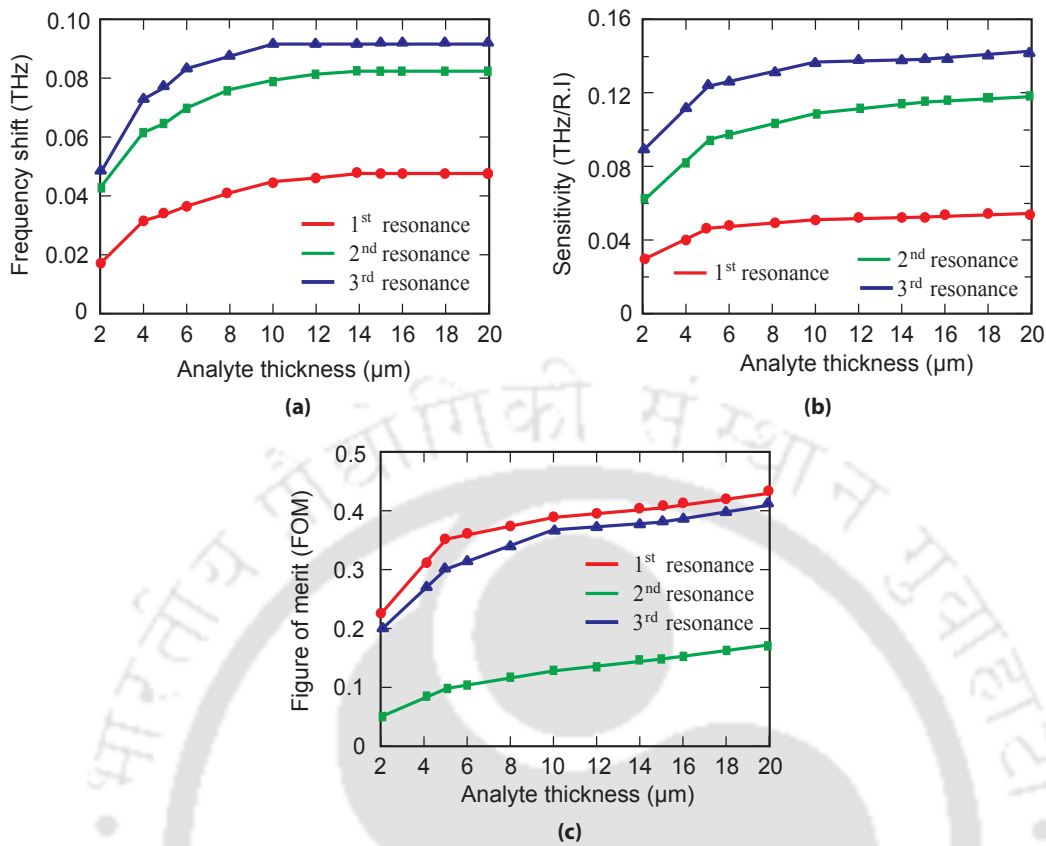 0.10
0.08
0.06
0.04
0.02
0
Frequency shift (THz)
1st resonance
2nd resonance
3rd resonance
2 4 6 8 10 12 14 16 18 20
Analyte thickness (µm)
(a)
0.16
0.12
0.08
0.04
0
Sensitivity (THz/R.I)
1st resonance
2nd resonance
3rd resonance
2 4 6 8 10 12 14 16 18 20
Analyte thickness (µm)
(b)
0.5
0.4
0.3
0.2
0.1
0
Figure of merit (FOM)
1st resonance
2nd resonance
3rd resonance
2 4 6 8 10 12 14 16 18 20
Analyte thickness (µm)
(c)
भारतीय प्रौद्योगिकी संस्थान गुवाहाटी